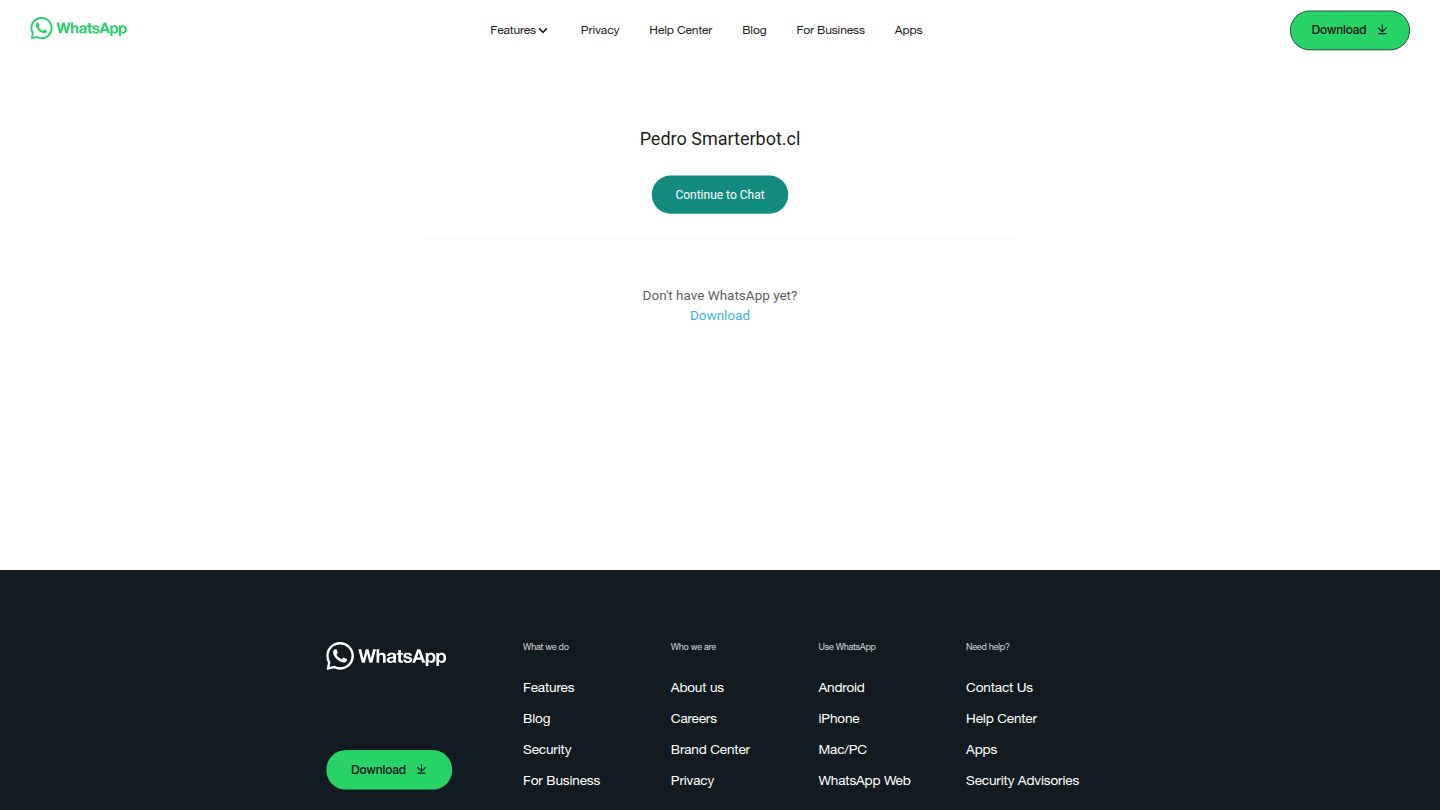 WhatsApp
Features
Privacy
Help Center
Blog
For Business
Apps
Download
Pedro Smarterbot.cl
Continue to Chat
Don't have WhatsApp yet?
Download
WhatsApp
Download
What we do
Features
Blog
Security
For Business
Who we are
About us
Careers
Brand Center
Privacy
Use WhatsApp
Android
iPhone
Mac/PC
WhatsApp Web
Need help?
Contact Us
Help Center
Apps
Security Advisories